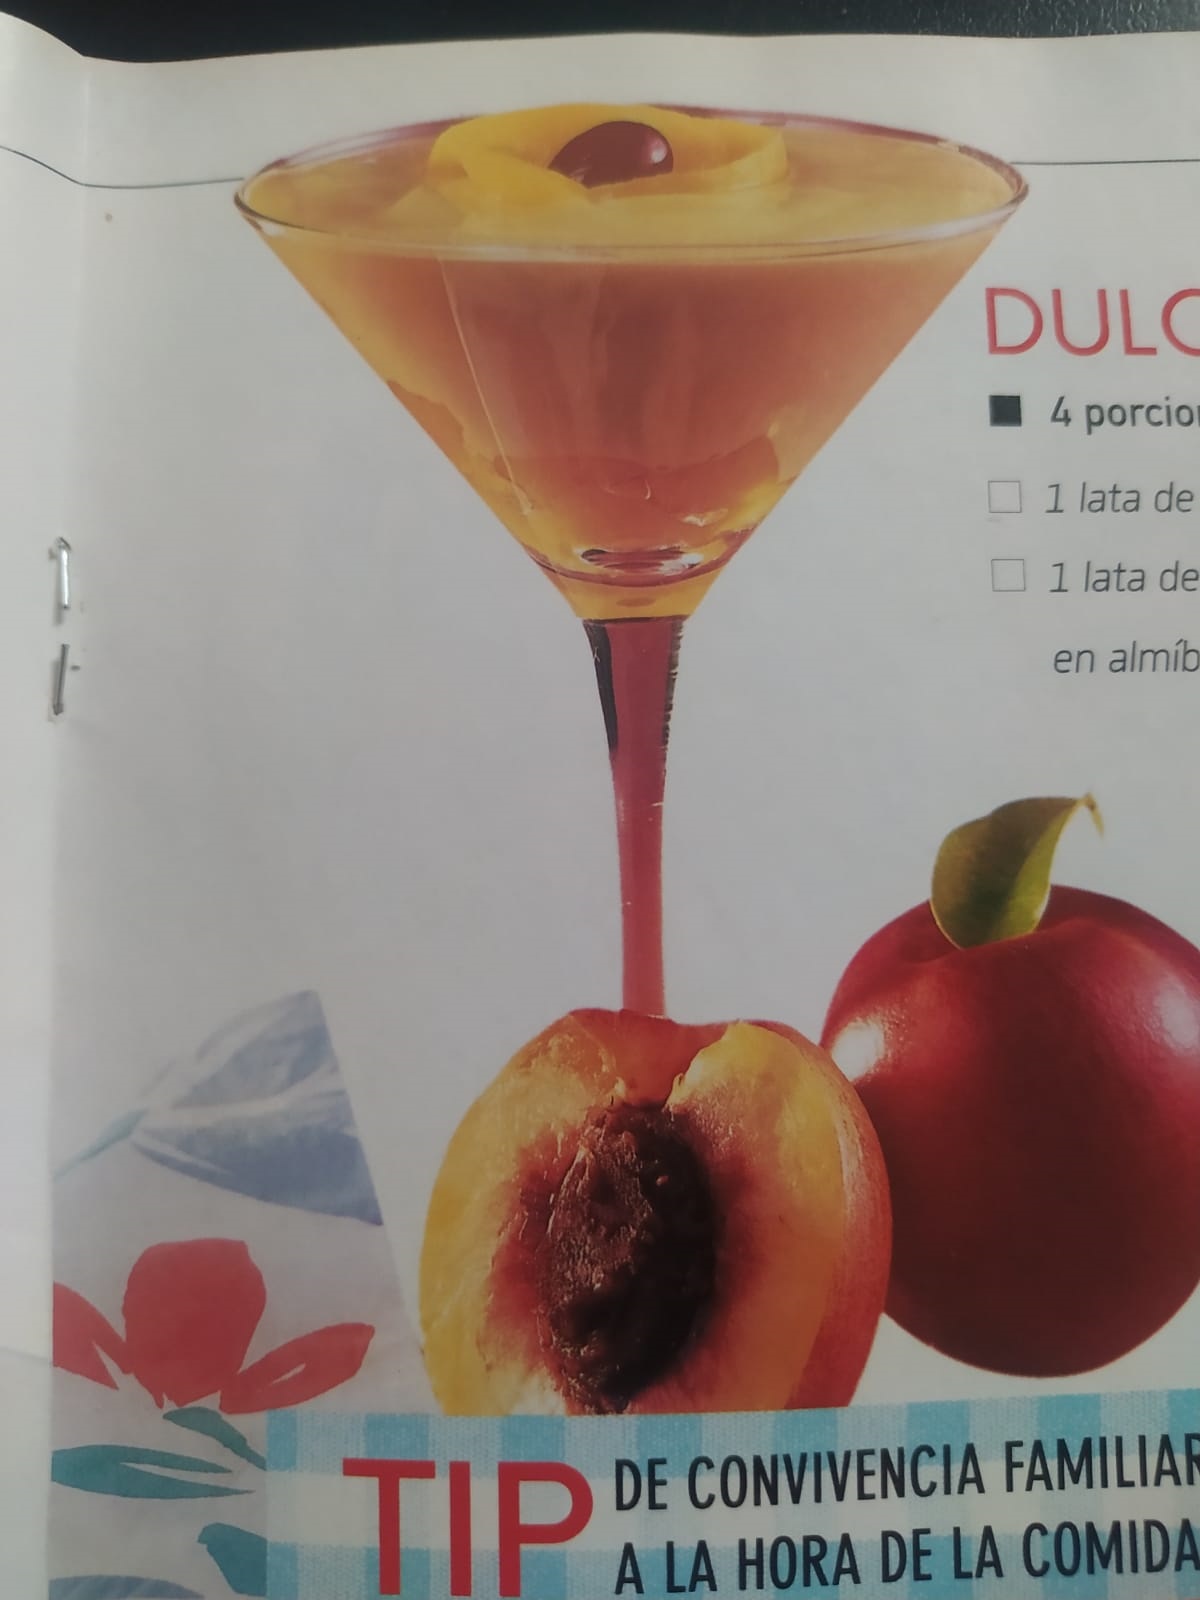 DULC
4 porcion
1 lata de
1 lata de
en almíb
TIP
DE CONVIVENCIA FAMILIAR
A LA HORA DE LA COMIDA